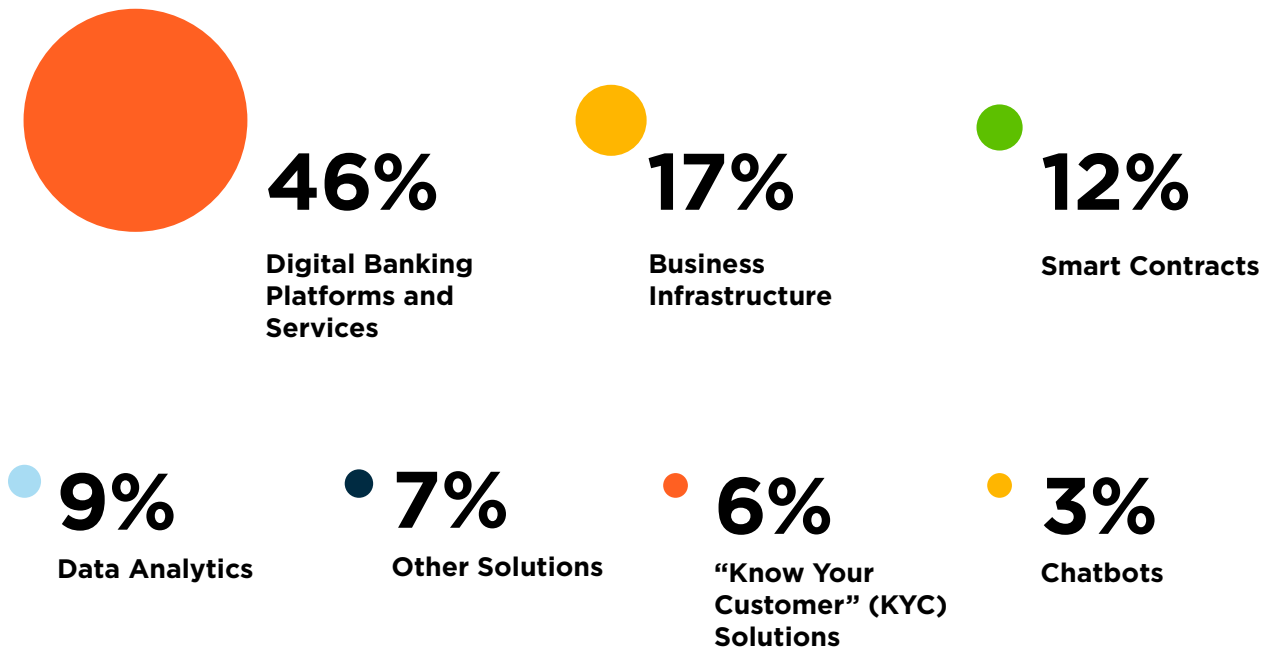 46%
Digital Banking
Platforms and
Services
17%
Business
Infrastructure
12%
Smart Contracts
9%
Data Analytics
7%
Other Solutions
6%
“Know Your
Customer” (KYC)
Solutions
3%
Chatbots